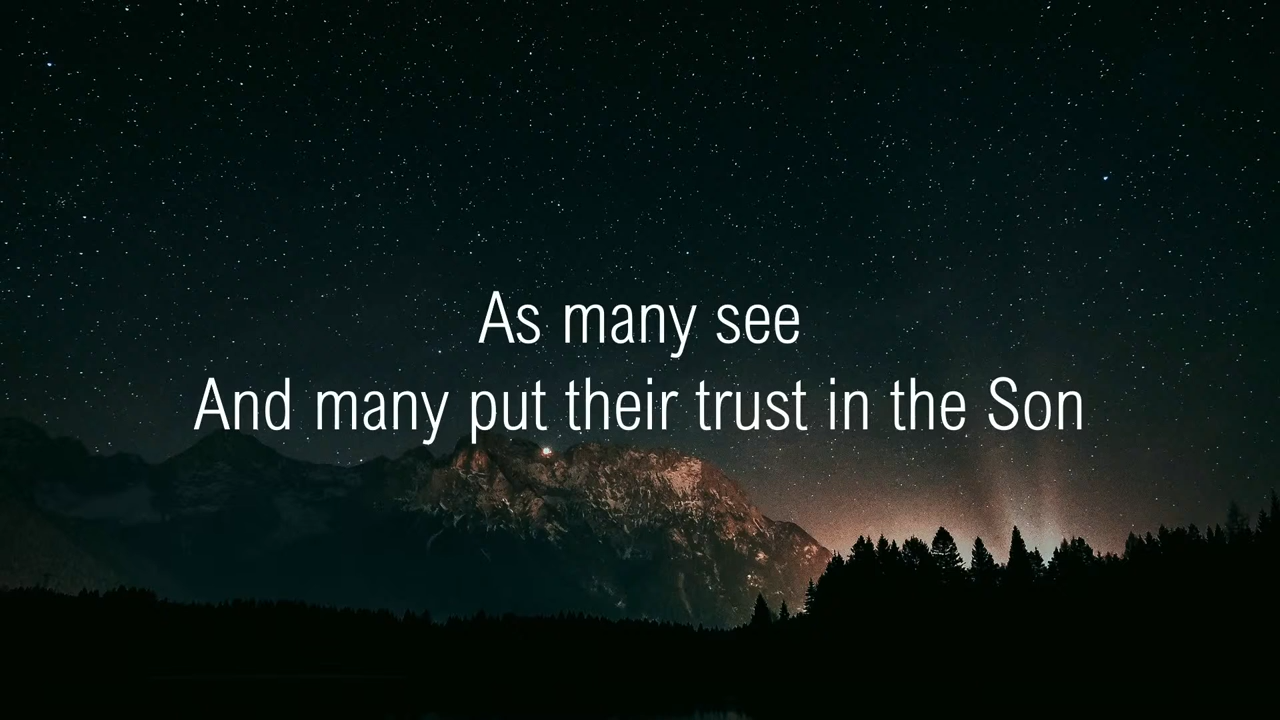 As many see
And many put their trust in the Son